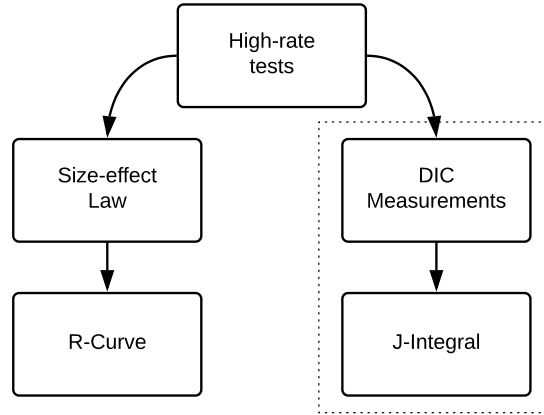 High-rate
tests
Size-effect
Law
DIC
Measurements
R-Curve
J-Integral